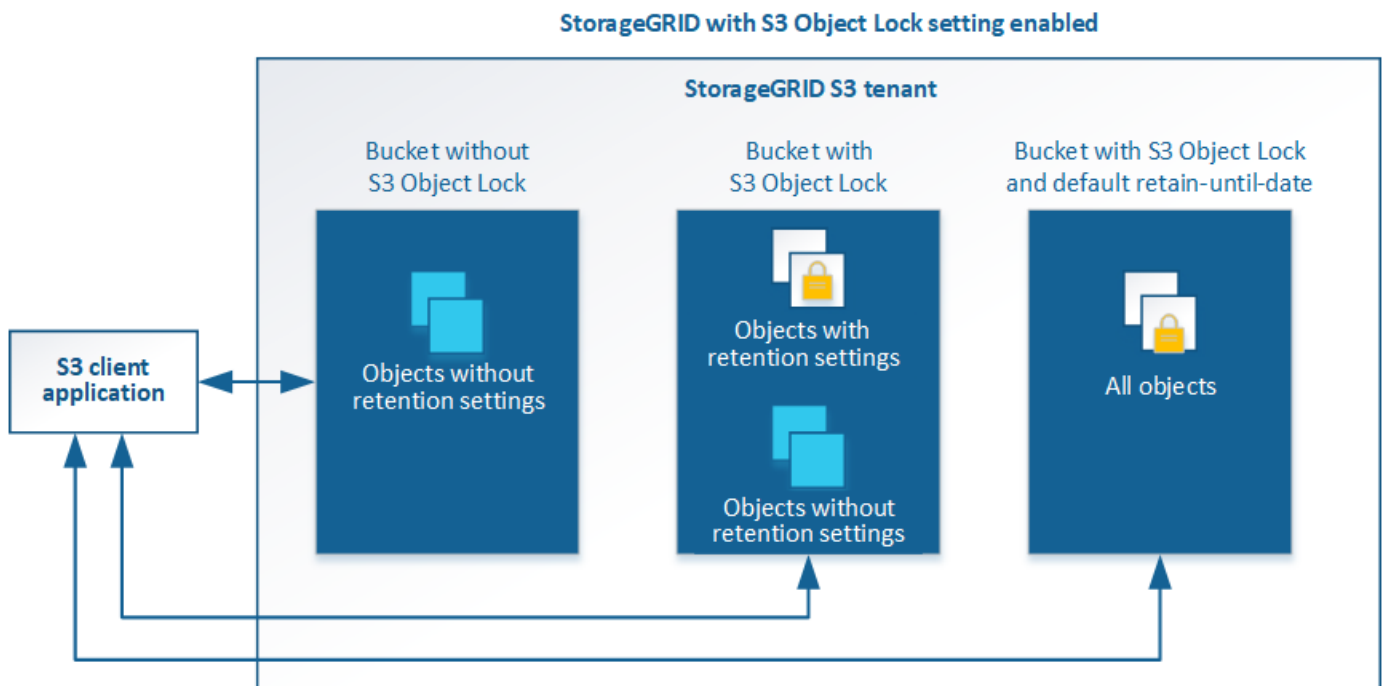 StorageGRID with S3 Object Lock setting enabled
StorageGRID S3 tenant
Bucket without
S3 Object Lock
Bucket with
S3 Object Lock
Bucket with S3 Object Lock
and default retain-until-date
S3 client
application
Objects without
retention settings
Objects with
retention settings
Objects without
retention settings
All objects